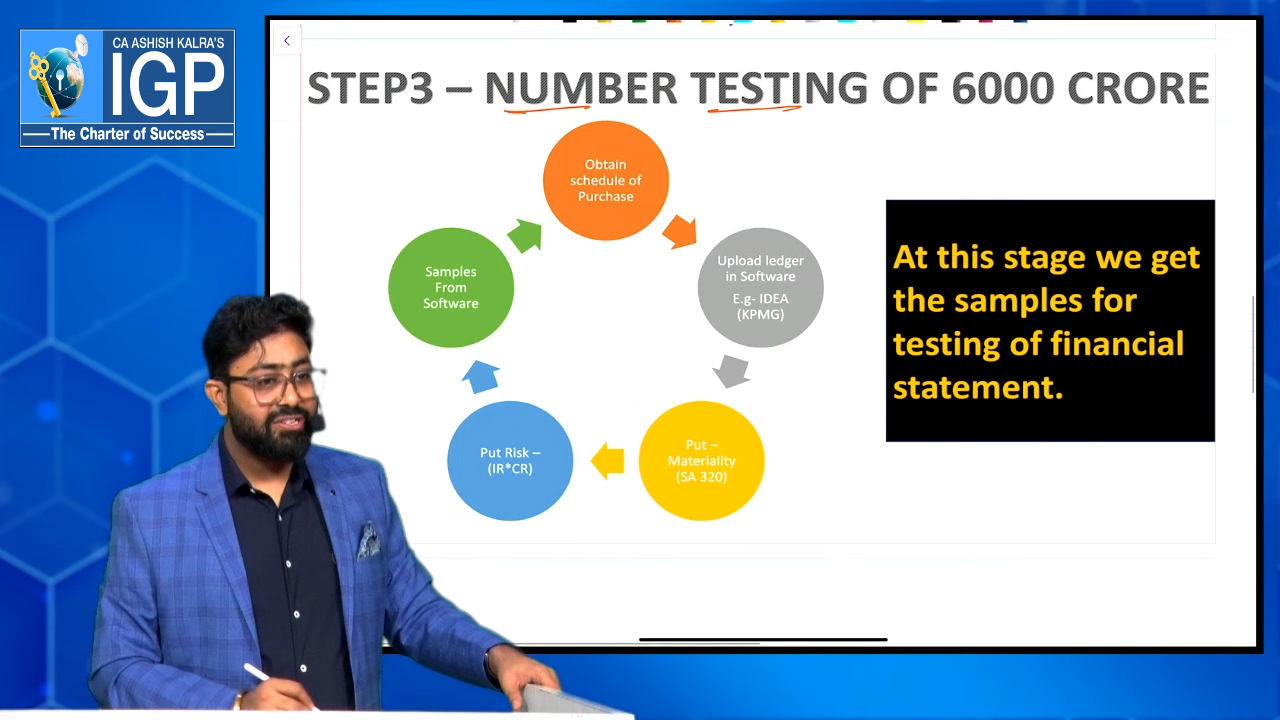 CA ASHISH KALRA'S
IGP
The Charter of Success
STEP3 – NUMBER TESTING OF 6000 CRORE
Obtain
schedule of
Purchase
Upload ledger
in Software
E.g- IDEA
(KPMG)
Put –
Materiality
(SA 320)
Put Risk –
(IR*CR)
Samples
From
Software
At this stage we get
the samples for
testing of financial
statement.